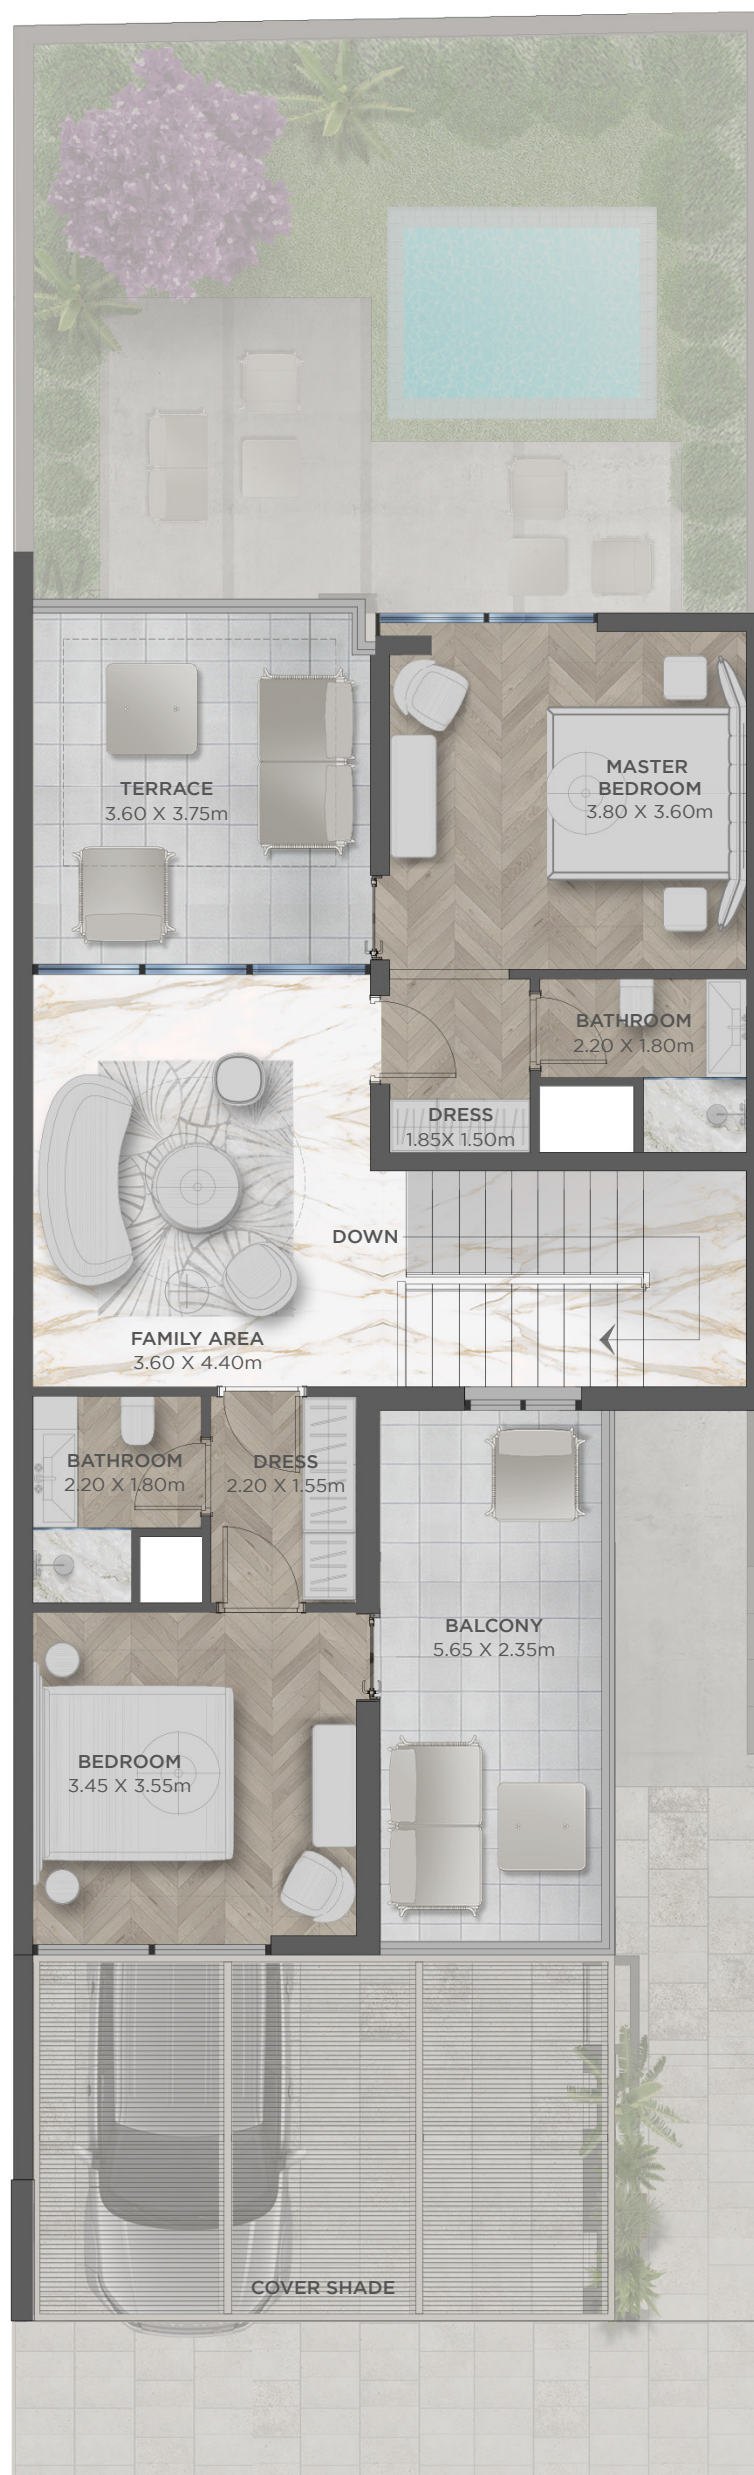 TERRACE
3.60 X 3.75m
MASTER
BEDROOM
3.80 X 3.60m
BATHROOM
2.20 X 1.80m
DRESS
1.85X 1.50m
DOWN
FAMILY AREA
3.60 X 4.40m
BATHROOM
2.20 X 1.80m
DRESS
2.20 X 1.55m
BALCONY
5.65 X 2.35m
BEDROOM
3.45 X 3.55m
COVER SHADE